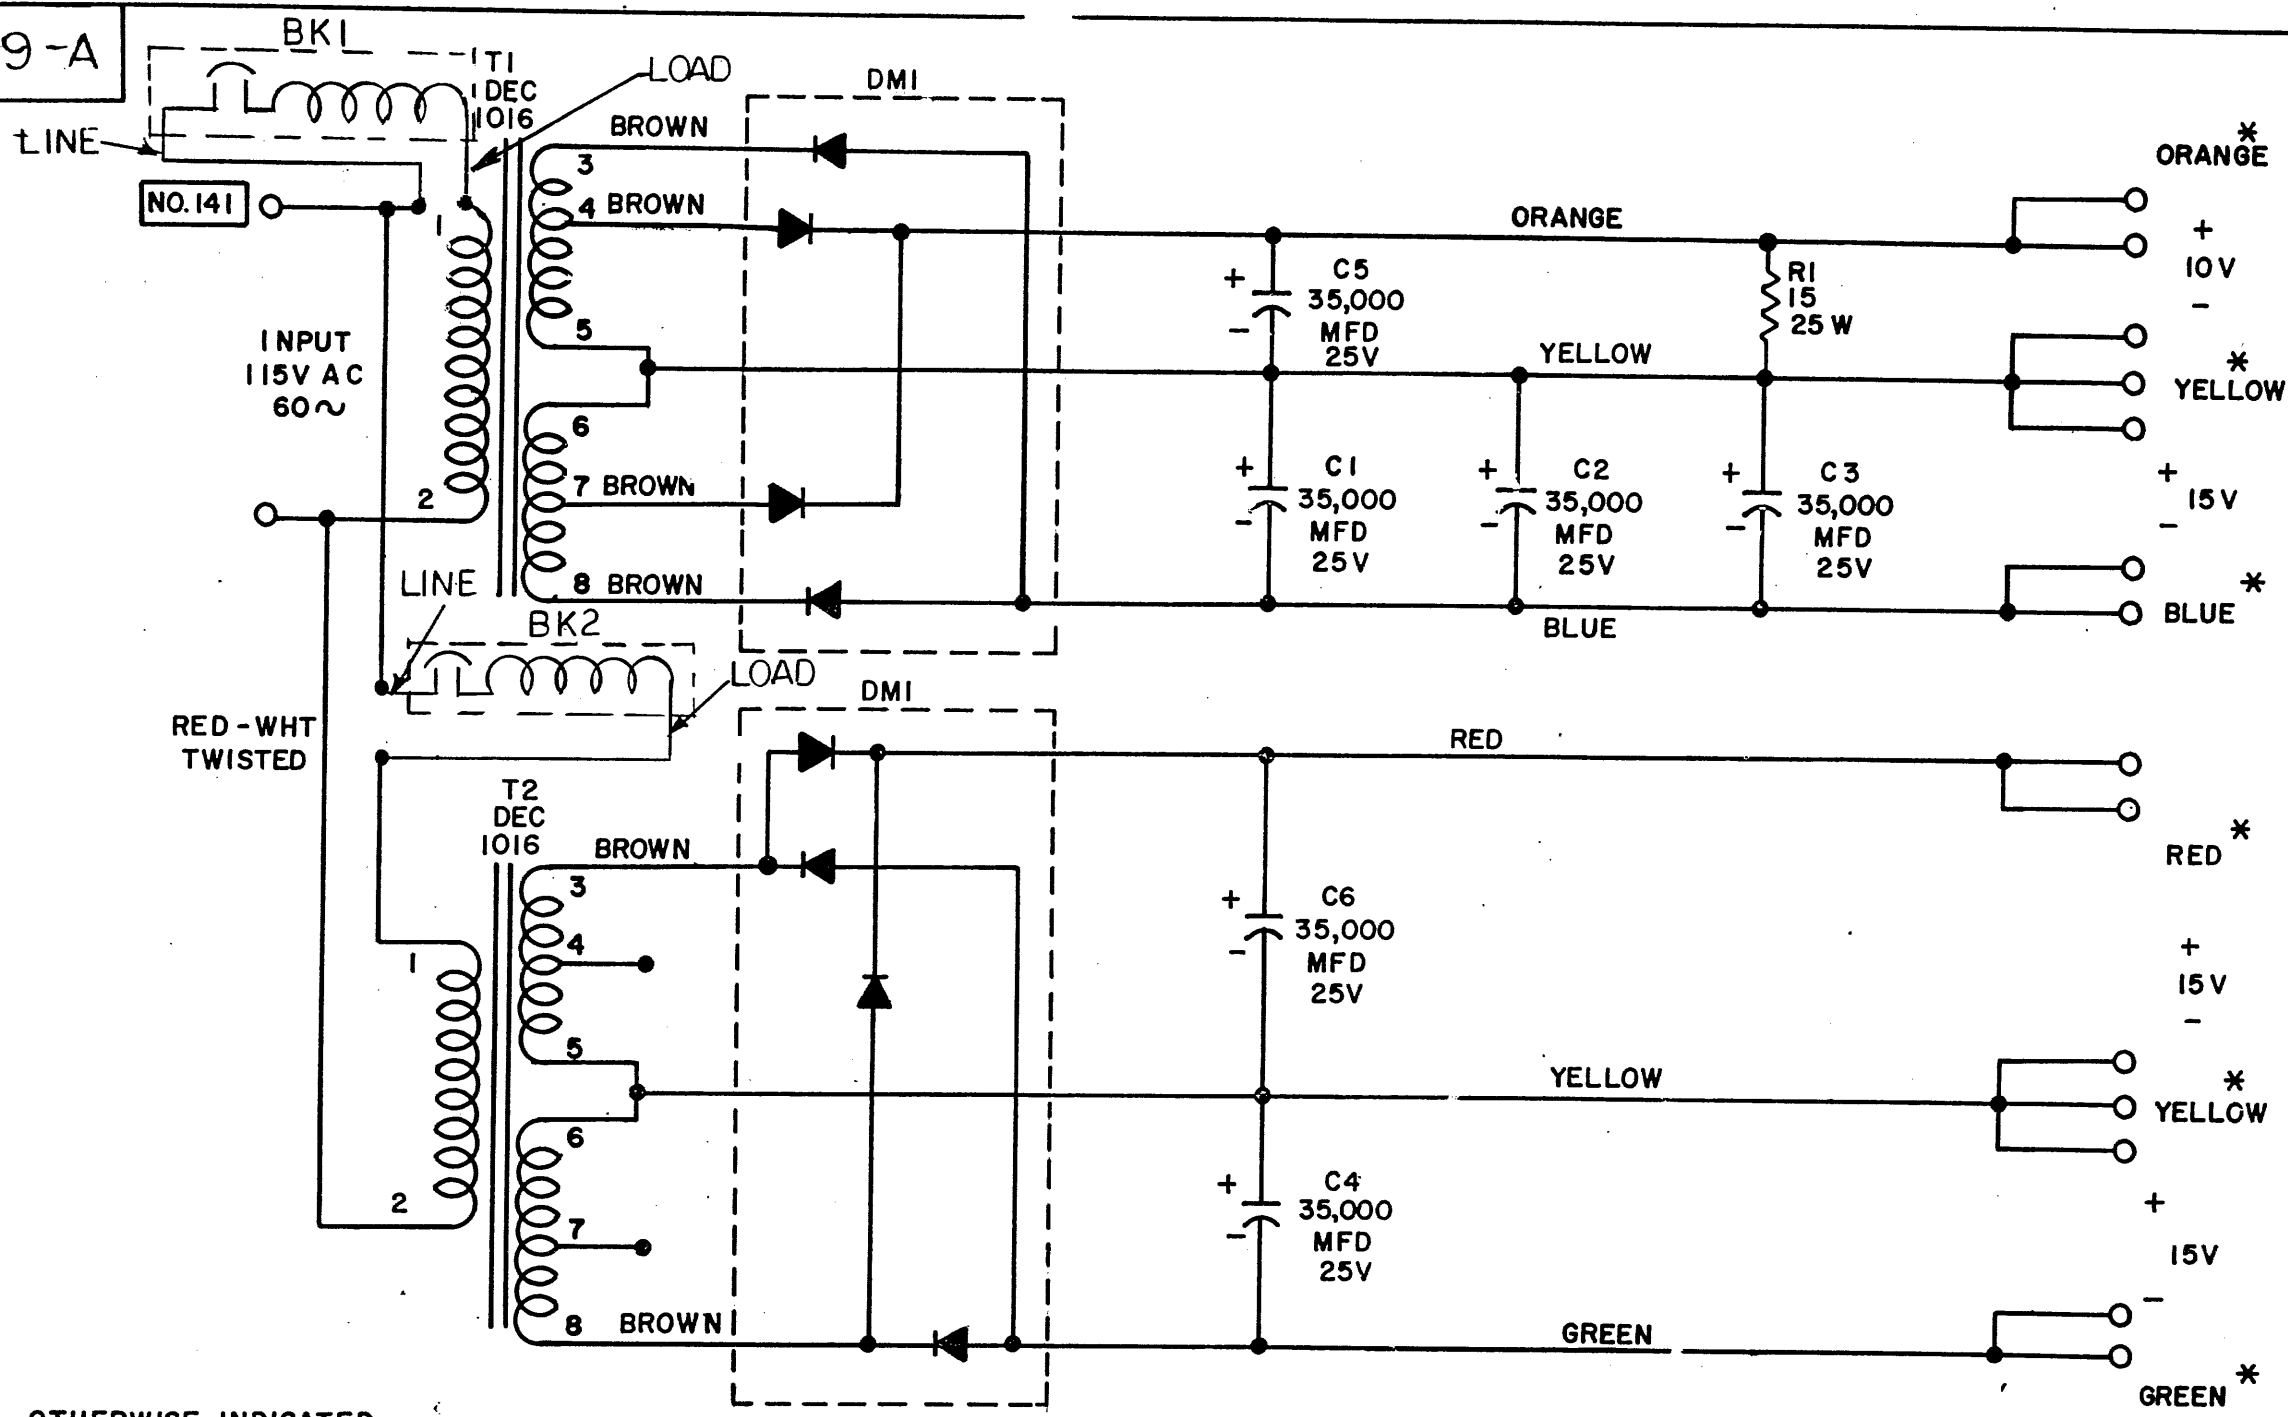 9-A
BK1
T1
DEC
1016
LOAD
DM1
LINE
NO.141
INPUT
115V AC
60~
1
2
3
BROWN
4 BROWN
5
6
7 BROWN
8 BROWN
ORANGE
YELLOW
BLUE
C5
35,000
MFD
25V
+
-
R1
15
25W
C1
35,000
MFD
25V
+
-
C2
35,000
MFD
25V
+
-
C3
35,000
MFD
25V
+
-
*
ORANGE
+
10V
-
*
YELLOW
+
15V
-
*
BLUE
LINE
BK2
LOAD
DM1
RED-WHT
TWISTED
T2
DEC
1016
1
2
BROWN
3
4
5
6
7
8 BROWN
RED
YELLOW
GREEN
C6
35,000
MFD
25V
+
-
C4
35,000
MFD
25V
+
-
*
RED
+
15V
-
*
YELLOW
+
15V
-
*
GREEN
OTHERWISE INDICATED